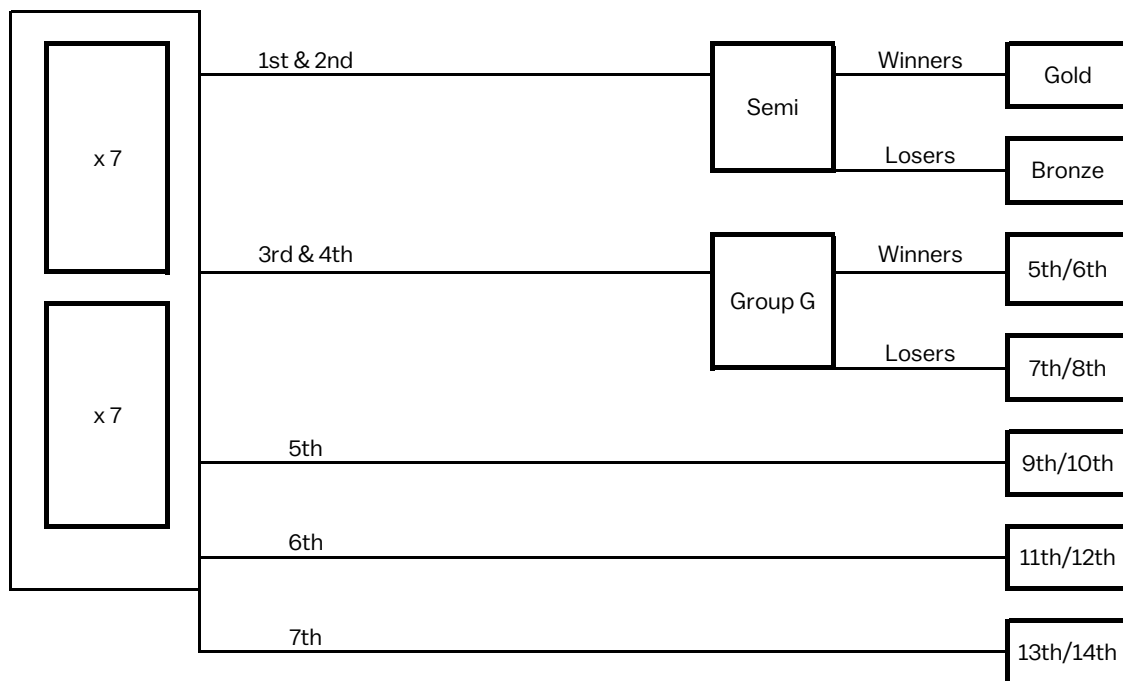 1st & 2nd
Winners
Gold
Semi
x 7
Losers
Bronze
3rd & 4th
Winners
5th/6th
Group G
Losers
7th/8th
x 7
5th
9th/10th
6th
11th/12th
7th
13th/14th